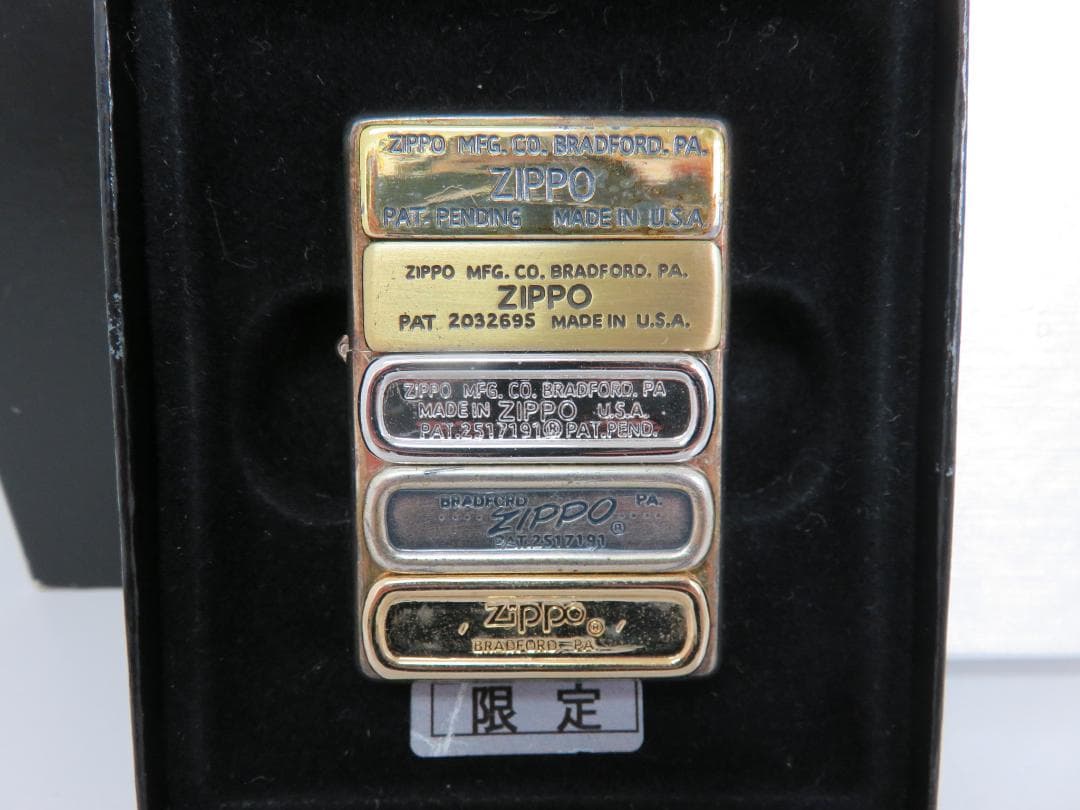 ZIPPO MFG. CO. BRADFORD. PA.
ZIPPO
PAT. PENDING MADE IN U.S.A
ZIPPO MFG. CO. BRADFORD. PA.
ZIPPO
PAT 2032695 MADE IN U.S.A.
ZIPPO MFG. CO. BRADFORD. PA
MADE IN ZIPPO U.S.A.
PAT.2517191® PAT.PEND.
BRADFORD PA.
ZIPPO®
PAT.2517191
Zippo®
BRADFORD PA
限定